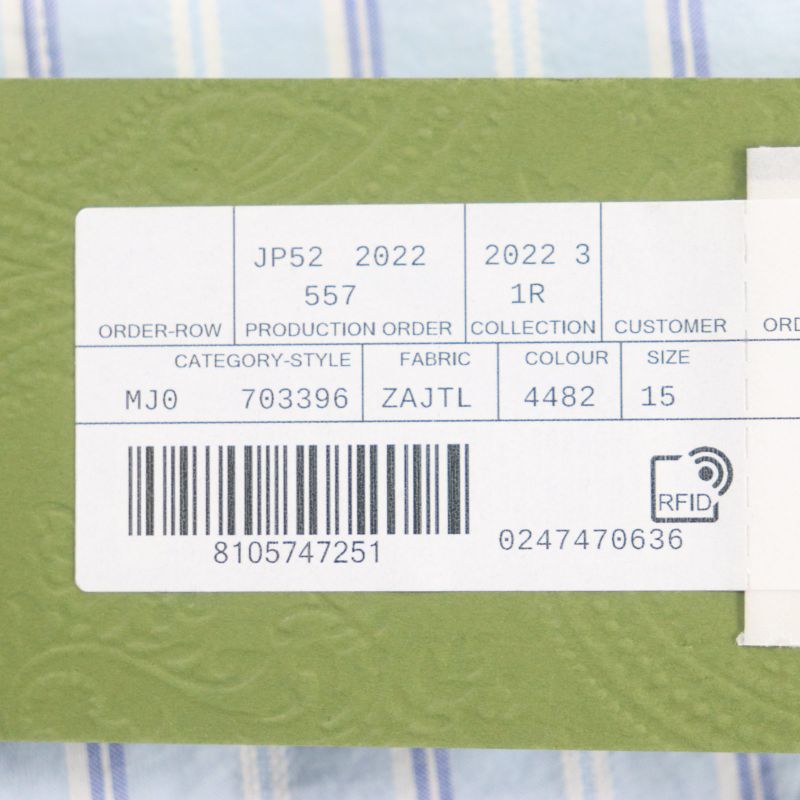 JP52 2022 2022 3
557 1R
ORDER-ROW PRODUCTION ORDER COLLECTION CUSTOMER ORD
CATEGORY-STYLE FABRIC COLOUR SIZE
MJ0 703396 ZAJTL 4482 15
RFID
8105747251 0247470636